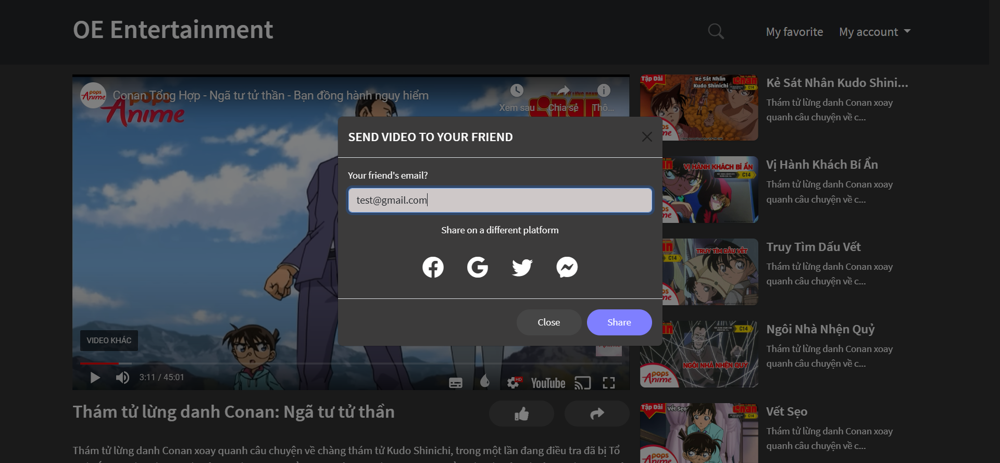 OE Entertainment
My favorite
My account
pops Anime
Conan Tổng Hợp - Ngã tư tử thần - Bạn đồng hành nguy hiểm
Xem sau
Chia sẻ
Thô...
pops
Anime
SEND VIDEO TO YOUR FRIEND
Your friend's email?
test@gmail.com
Share on a different platform
Close
Share
VIDEO KHÁC
3:11 / 45:01
HD
YouTube
Thám tử lừng danh Conan: Ngã tư tử thần
Thám tử lừng danh Conan xoay quanh câu chuyện về chàng thám tử Kudo Shinichi, trong một lần đang điều tra đã bị Tổ
Tập Dài
Kẻ Sát Nhân
Kudo Shinichi
conan
C14
Kẻ Sát Nhân Kudo Shini...
Thám tử lừng danh Conan xoay
quanh câu chuyện về c...
VỊ HÀNH KHÁCH BÍ ẨN
C14
Vị Hành Khách Bí Ẩn
Thám tử lừng danh Conan xoay
quanh câu chuyện về c...
C14
TRUY TÌM DẤU VẾT
Truy Tìm Dấu Vết
Thám tử lừng danh Conan xoay
quanh câu chuyện về c...
C14
NGÔI NHÀ NHỆN QUỶ
pops
Anime
Ngôi Nhà Nhện Quỷ
Thám tử lừng danh Conan xoay
quanh câu chuyện về c...
Tập Dài
Vết Sẹo
conan
C14
pops
Anime
Vết Sẹo
Thám tử lừng danh Conan xoay
quanh câu chuyện về c...